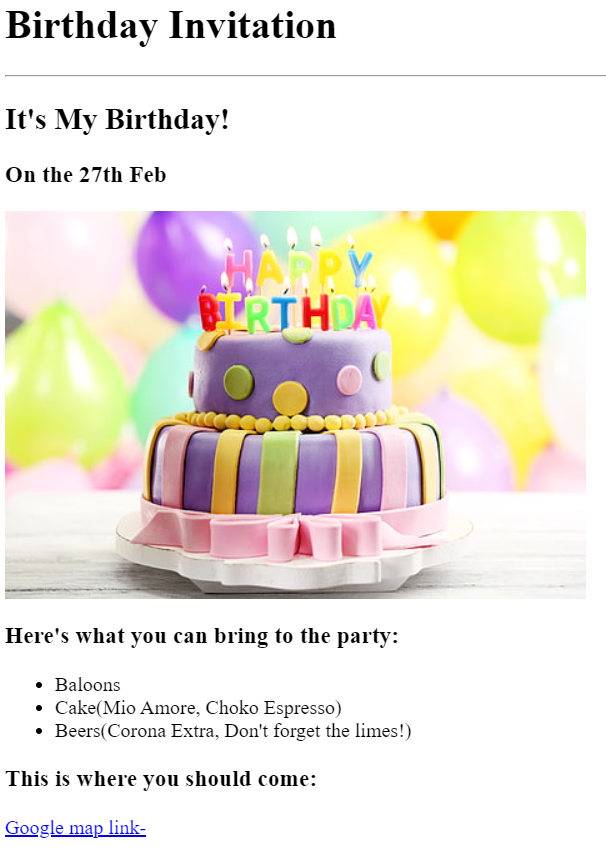 Birthday Invitation
It's My Birthday!
On the 27th Feb
HAPPY
BIRTHDAY
Here's what you can bring to the party:
Baloons
Cake(Mio Amore, Choko Espresso)
Beers(Corona Extra, Don't forget the limes!)
This is where you should come:
Google map link-